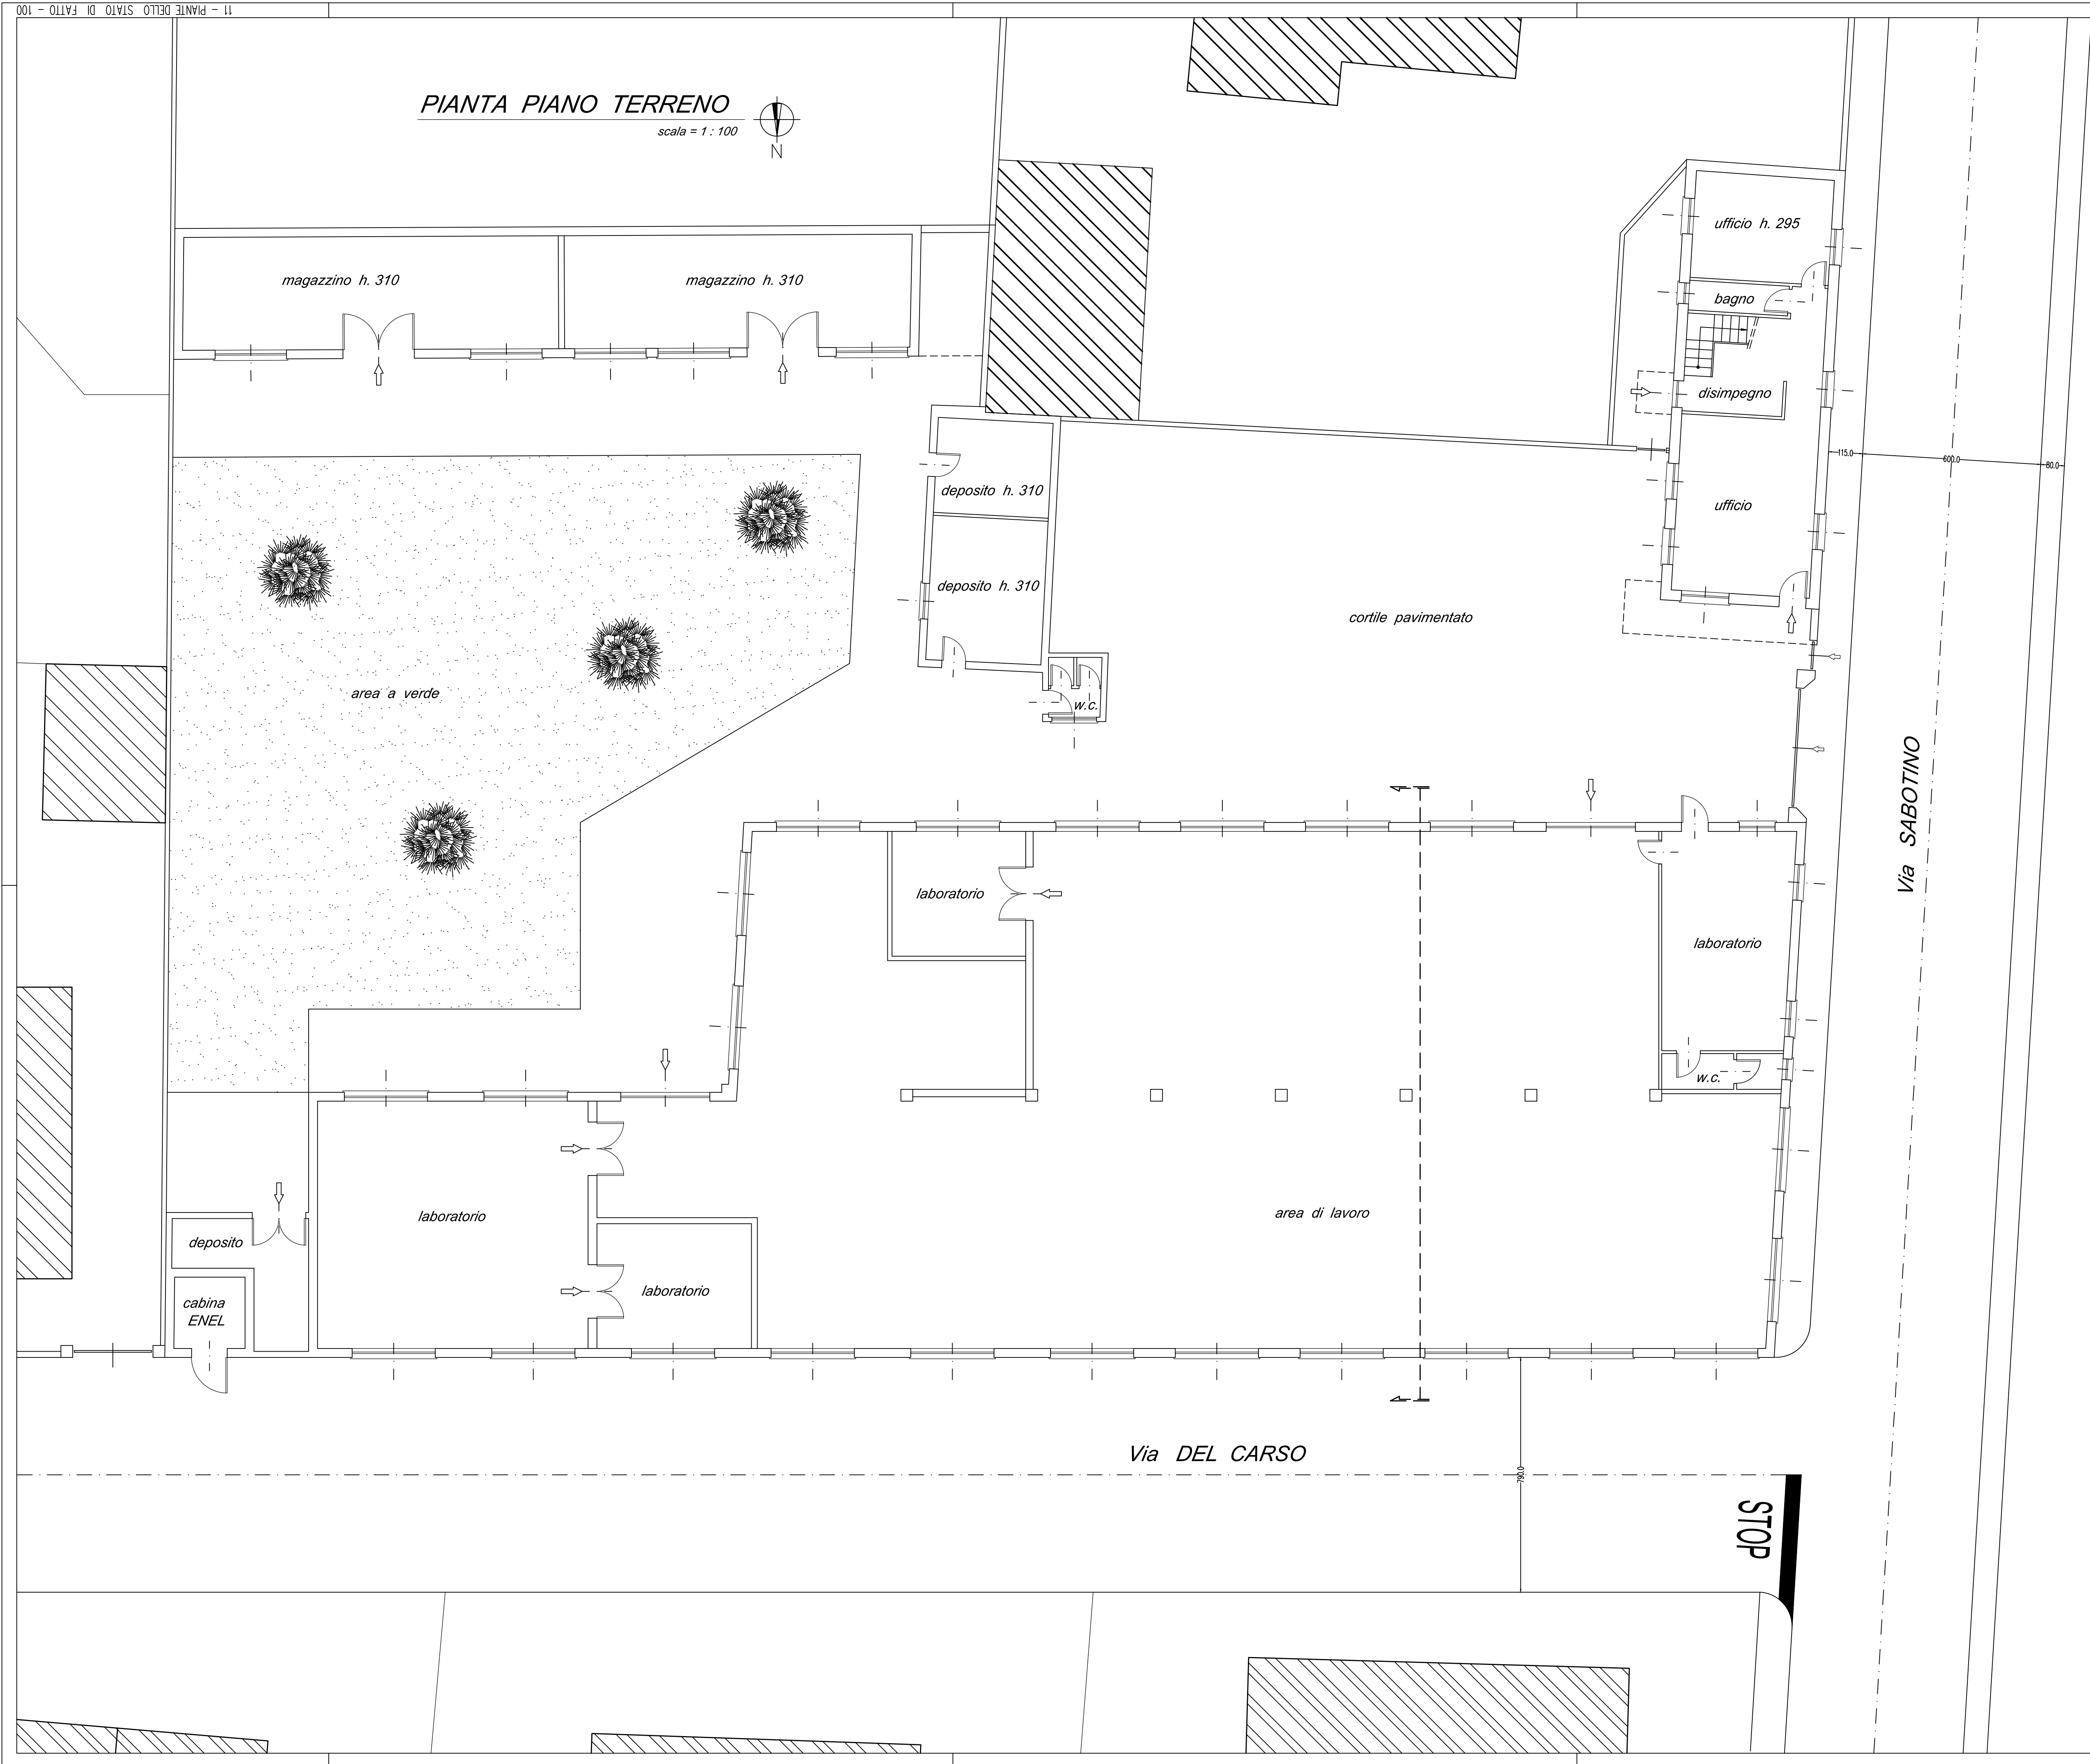 11 - PIANTE DELLO STATO DI FATTO - 100
PIANTA PIANO TERRENO
scala = 1 : 100
N
ufficio h. 295
magazzino h. 310
magazzino h. 310
bagno
disimpegno
115.0
600.0
80.0
deposito h. 310
ufficio
deposito h. 310
cortile pavimentato
area a verde
w.c.
Via SABOTINO
laboratorio
laboratorio
w.c.
laboratorio
area di lavoro
deposito
laboratorio
cabina
ENEL
Via DEL CARSO
790.0
STOP